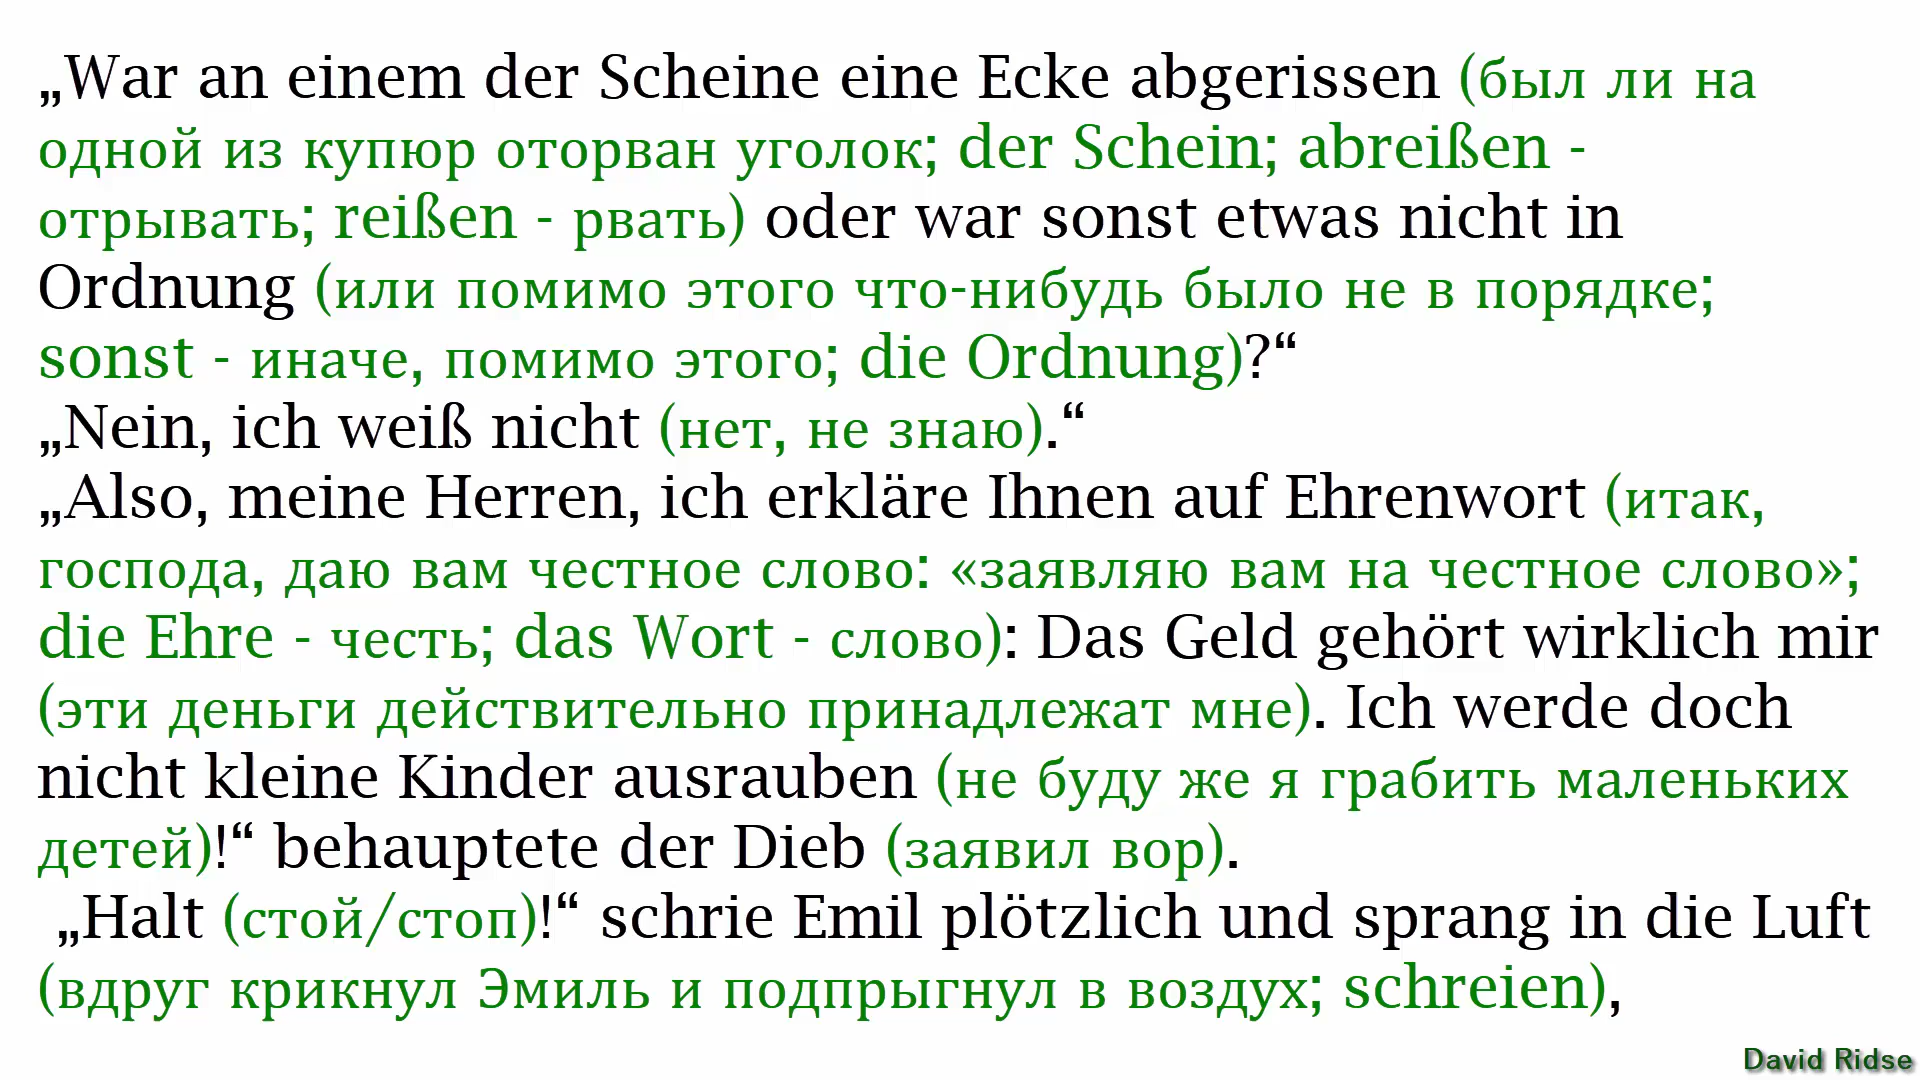 „War an einem der Scheine eine Ecke abgerissen (был ли на
одной из купюр оторван уголок; der Schein; abreißen -
отрывать; reißen - рвать) oder war sonst etwas nicht in
Ordnung (или помимо этого что-нибудь было не в порядке;
sonst - иначе, помимо этого; die Ordnung)?“
„Nein, ich weiß nicht (нет, не знаю).“
„Also, meine Herren, ich erkläre Ihnen auf Ehrenwort (итак,
господа, даю вам честное слово: «заявляю вам на честное слово»;
die Ehre - честь; das Wort - слово): Das Geld gehört wirklich mir
(эти деньги действительно принадлежат мне). Ich werde doch
nicht kleine Kinder ausrauben (не буду же я грабить маленьких
детей)!“ behauptete der Dieb (заявил вор).
„Halt (стой/стоп)!“ schrie Emil plötzlich und sprang in die Luft
(вдруг крикнул Эмиль и подпрыгнул в воздух; schreien),
David Ridse